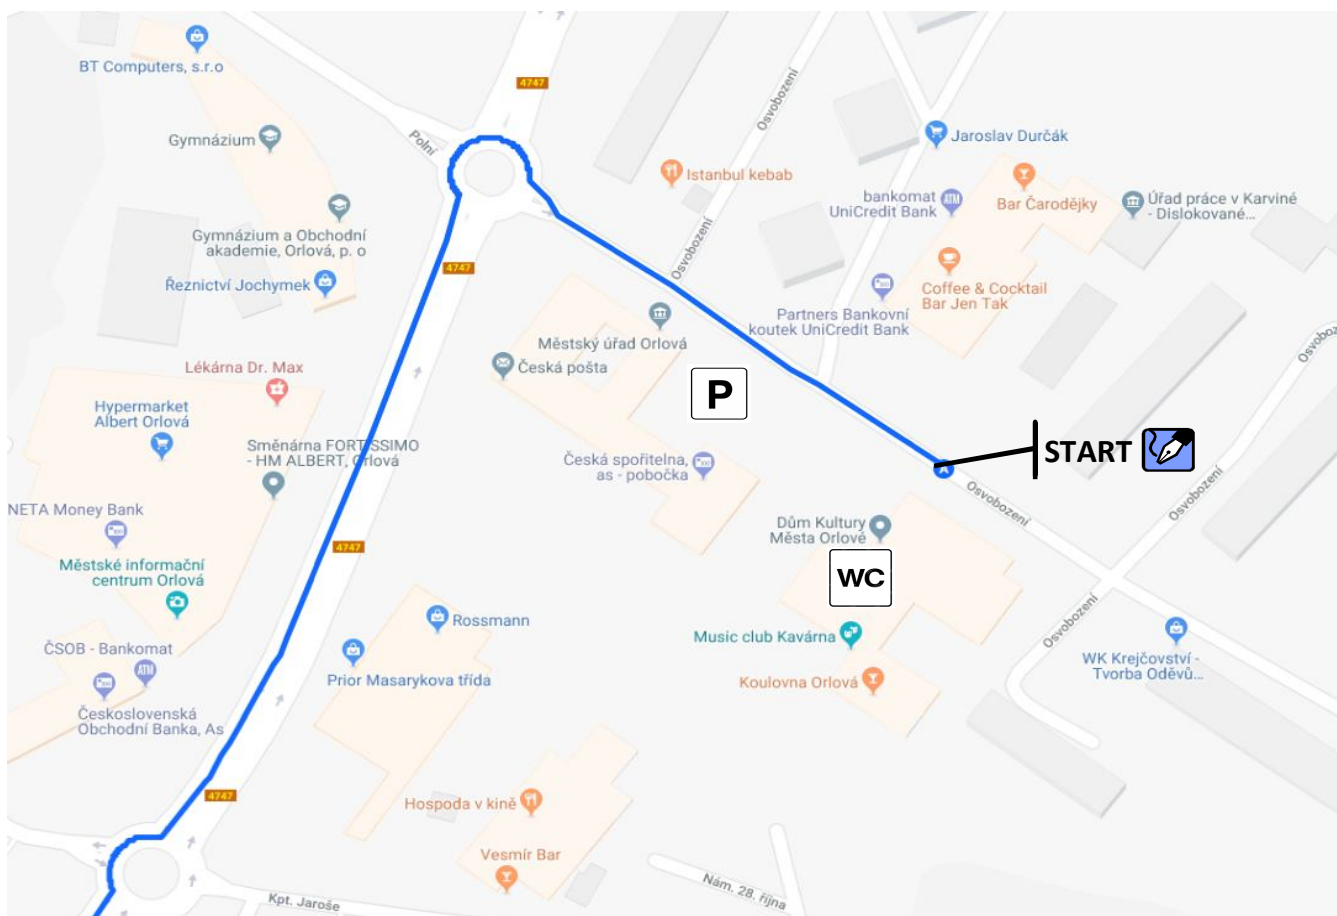 4747
BT Computers, s.r.o
Osvobození
Polní
Gymnázium
Jaroslav Durčák
Istanbul kebab
bankomat
UniCredit Bank
ATM
Bar Čarodějky
Úřad práce v Karviné
- Dislokované...
Gymnázium a Obchodní
akademie, Orlová, p. o
Osvobození
4747
Řeznictví Jochymek
Coffee & Cocktail
Bar Jen Tak
Partners Bankovní
koutek UniCredit Bank
Městský úřad Orlová
Česká pošta
Lékárna Dr. Max
P
Hypermarket
Albert Orlová
Směnárna FORTISSIMO
- HM ALBERT, Orlová
Česká spořitelna,
as - pobočka
A
START
Osvobození
Osvobození
NETA Money Bank
Dům Kultury
Města Orlové
4747
Městské informační
centrum Orlová
WC
Osvobození
Rossmann
Music club Kavárna
ČSOB - Bankomat
ATM
WK Krejčovství -
Tvorba Oděvů...
Prior Masarykova třída
Koulovna Orlová
Československá
Obchodní Banka, As
4747
Hospoda v kině
Vesmír Bar
Kpt. Jaroše
Nám. 28. října